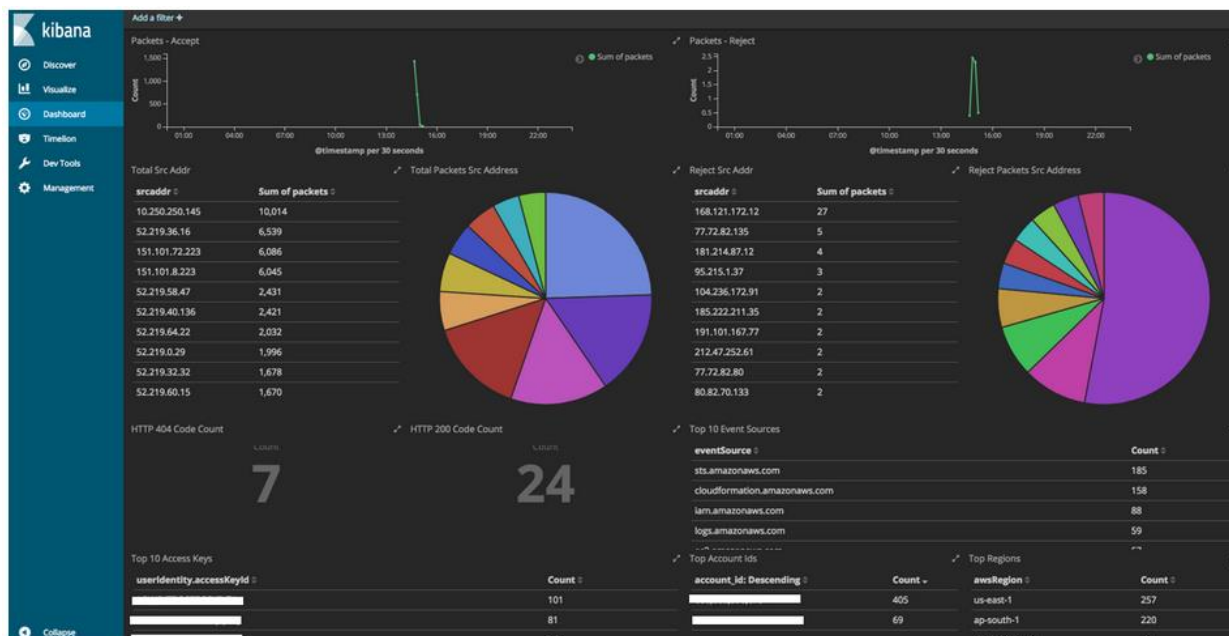 kibana
Discover
Visualize
Dashboard
Timelion
Dev Tools
Management
Collapse
Add a filter +
Packets - Accept
Sum of packets
Count
1,500
1,000
500
0
01:00 04:00 07:00 10:00 13:00 16:00 19:00 22:00
@timestamp per 30 seconds
Packets - Reject
Sum of packets
Count
2.5
2
1.5
1
0.5
01:00 04:00 07:00 10:00 13:00 16:00 19:00 22:00
@timestamp per 30 seconds
Total Src Addr
srcaddr Sum of packets
10.250.250.145 10,014
52.219.36.16 6,539
151.101.72.223 6,086
151.101.8.223 6,045
52.219.58.47 2,431
52.219.40.136 2,421
52.219.64.22 2,032
52.219.0.29 1,996
52.219.32.32 1,678
52.219.60.15 1,670
Total Packets Src Address
Reject Src Addr
srcaddr Sum of packets
168.121.172.12 27
77.72.82.135 5
181.214.87.12 4
95.215.1.37 3
104.236.172.91 2
185.222.211.35 2
191.101.167.77 2
212.47.252.61 2
77.72.82.80 2
80.82.70.133 2
Reject Packets Src Address
HTTP 404 Code Count
Count
7
HTTP 200 Code Count
Count
24
Top 10 Event Sources
eventSource Count
sts.amazonaws.com 185
cloudformation.amazonaws.com 158
iam.amazonaws.com 88
logs.amazonaws.com 59
Top 10 Access Keys
userIdentity.accessKeyId Count
101
81
Top Account Ids
account_id: Descending Count
405
69
Top Regions
awsRegion Count
us-east-1 257
ap-south-1 220